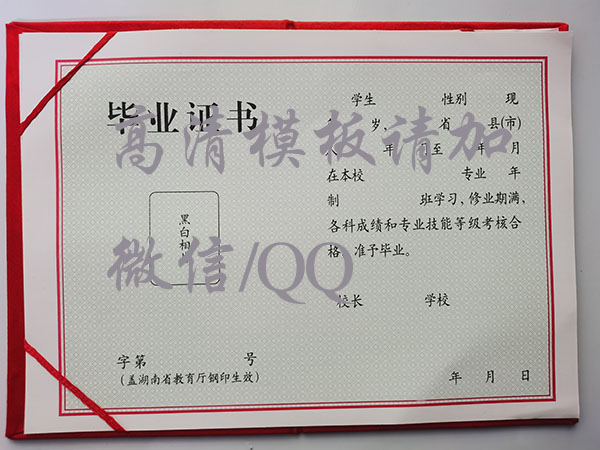 毕业证书
黑白相
字第 号
（盖湖南省教育厅钢印生效）
学生 性别 现
岁， 省 县(市)
年 至 年 月
在本校 专业 年
制 班学习，修业期满，
各科成绩和专业技能等级考核合
格，准予毕业。
校长 学校
年 月 日
高清模板请加
微信/QQ